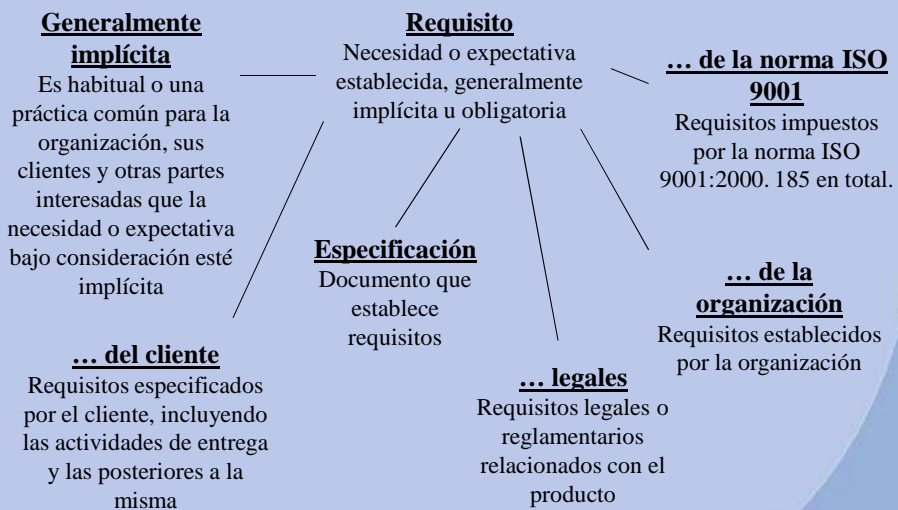 Generalmente
implícita
Es habitual o una
práctica común para la
organización, sus
clientes y otras partes
interesadas que la
necesidad o expectativa
bajo consideración esté
implícita
Requisito
Necesidad o expectativa
establecida, generalmente
implícita u obligatoria
… de la norma ISO
9001
Requisitos impuestos
por la norma ISO
9001:2000. 185 en total.
Especificación
Documento que
establece
requisitos
… de la
organización
Requisitos establecidos
por la organización
… del cliente
Requisitos especificados
por el cliente, incluyendo
las actividades de entrega
y las posteriores a la
misma
… legales
Requisitos legales o
reglamentarios
relacionados con el
producto